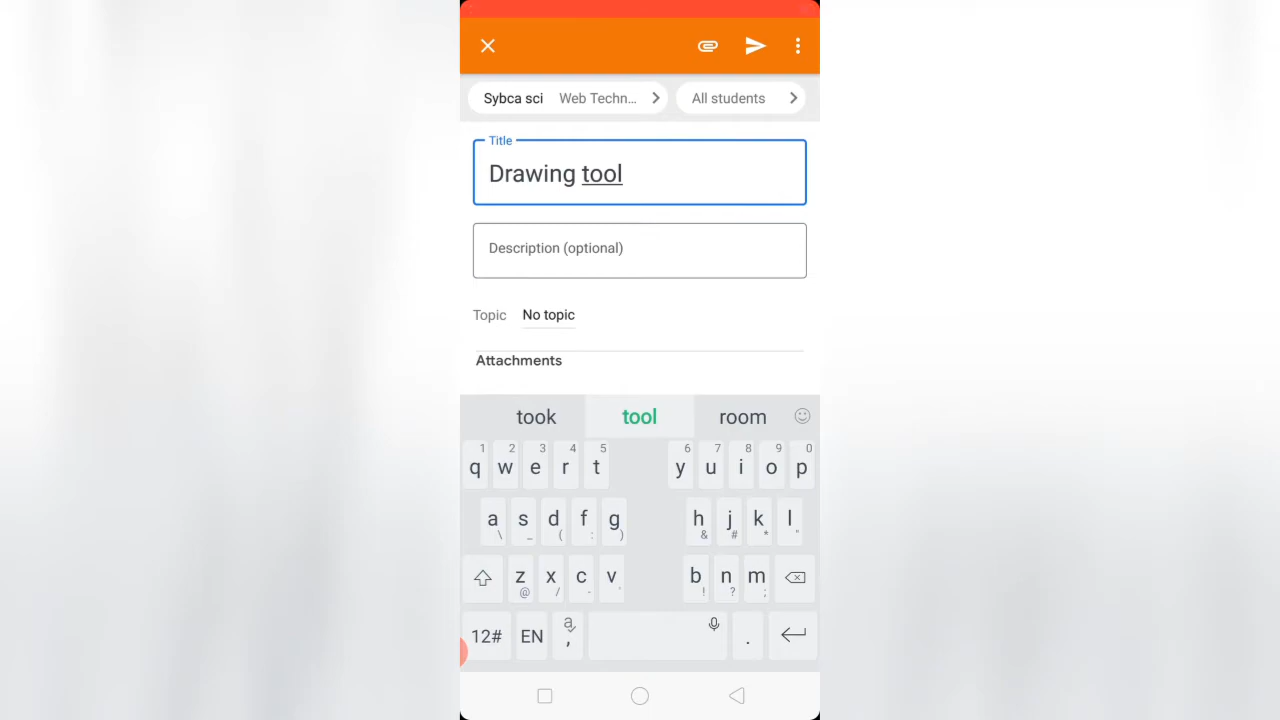 Sybca sci Web Techn... All students
Title
Drawing tool
Description (optional)
Topic No topic
Attachments
took tool room
1 2 3 4 5 6 7 8 9 0
q w e r t y u i o p
a s d f g h j k l
\ _ ( : ) & # * "
z x c v b n m
@ / - ' ! ? ;
12# EN a , .